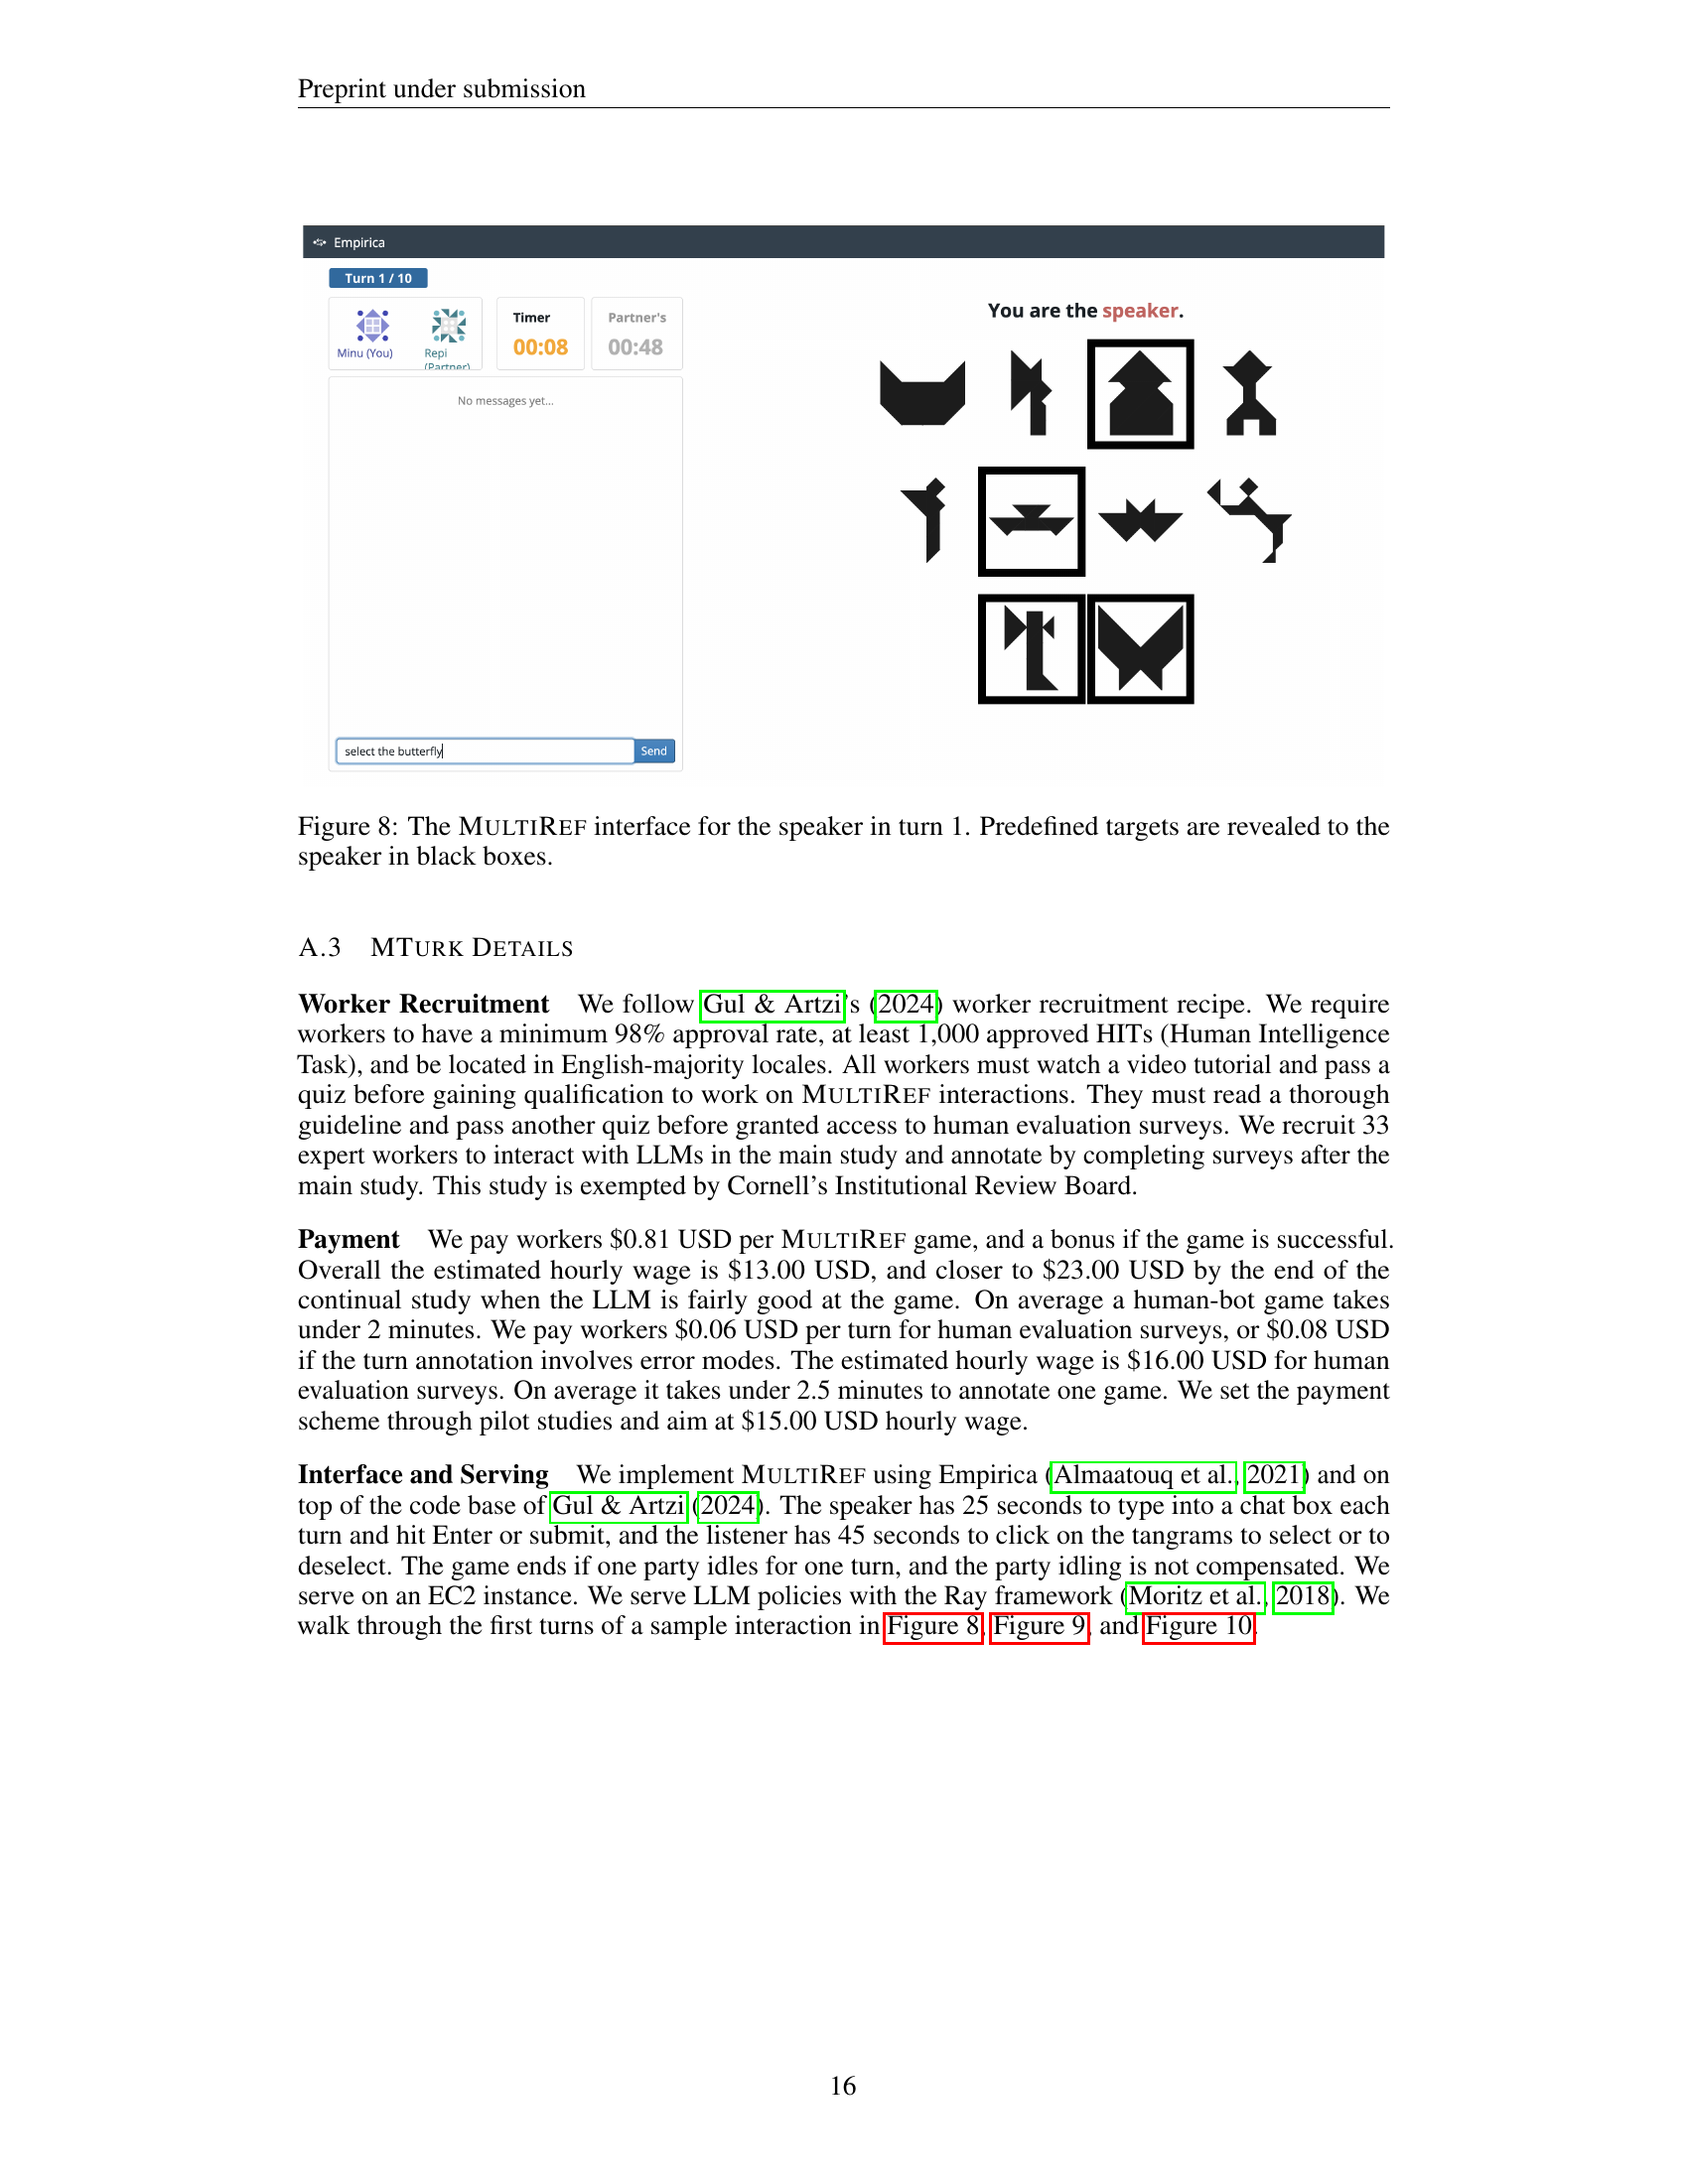 Preprint under submission
Empirica
Turn 1 / 10
Minu (You)
Repi
(Partner)
Timer
00:08
Partner's
00:48
You are the speaker.
No messages yet...
select the butterfly
Send
Figure 8: The MULTIREF interface for the speaker in turn 1. Predefined targets are revealed to the
speaker in black boxes.
A.3 MTURK DETAILS
Worker Recruitment We follow Gul & Artzi's (2024) worker recruitment recipe. We require
workers to have a minimum 98% approval rate, at least 1,000 approved HITs (Human Intelligence
Task), and be located in English-majority locales. All workers must watch a video tutorial and pass a
quiz before gaining qualification to work on MULTIREF interactions. They must read a thorough
guideline and pass another quiz before granted access to human evaluation surveys. We recruit 33
expert workers to interact with LLMs in the main study and annotate by completing surveys after the
main study. This study is exempted by Cornell's Institutional Review Board.
Payment We pay workers $0.81 USD per MULTIREF game, and a bonus if the game is successful.
Overall the estimated hourly wage is $13.00 USD, and closer to $23.00 USD by the end of the
continual study when the LLM is fairly good at the game. On average a human-bot game takes
under 2 minutes. We pay workers $0.06 USD per turn for human evaluation surveys, or $0.08 USD
if the turn annotation involves error modes. The estimated hourly wage is $16.00 USD for human
evaluation surveys. On average it takes under 2.5 minutes to annotate one game. We set the payment
scheme through pilot studies and aim at $15.00 USD hourly wage.
Interface and Serving We implement MULTIREF using Empirica (Almaatouq et al., 2021) and on
top of the code base of Gul & Artzi (2024). The speaker has 25 seconds to type into a chat box each
turn and hit Enter or submit, and the listener has 45 seconds to click on the tangrams to select or to
deselect. The game ends if one party idles for one turn, and the party idling is not compensated. We
serve on an EC2 instance. We serve LLM policies with the Ray framework (Moritz et al., 2018). We
walk through the first turns of a sample interaction in Figure 8, Figure 9, and Figure 10.
16